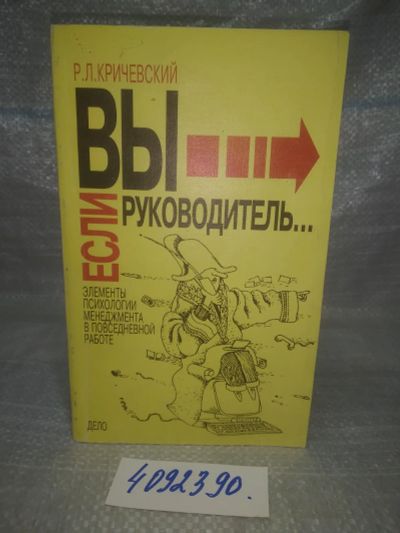 Р.Л.КРИЧЕВСКИЙ
ЕСЛИ
ВЫ
РУКОВОДИТЕЛЬ...
ЭЛЕМЕНТЫ
ПСИХОЛОГИИ
МЕНЕДЖМЕНТА
В ПОВСЕДНЕВНОЙ
РАБОТЕ
ДЕЛО
4092390.